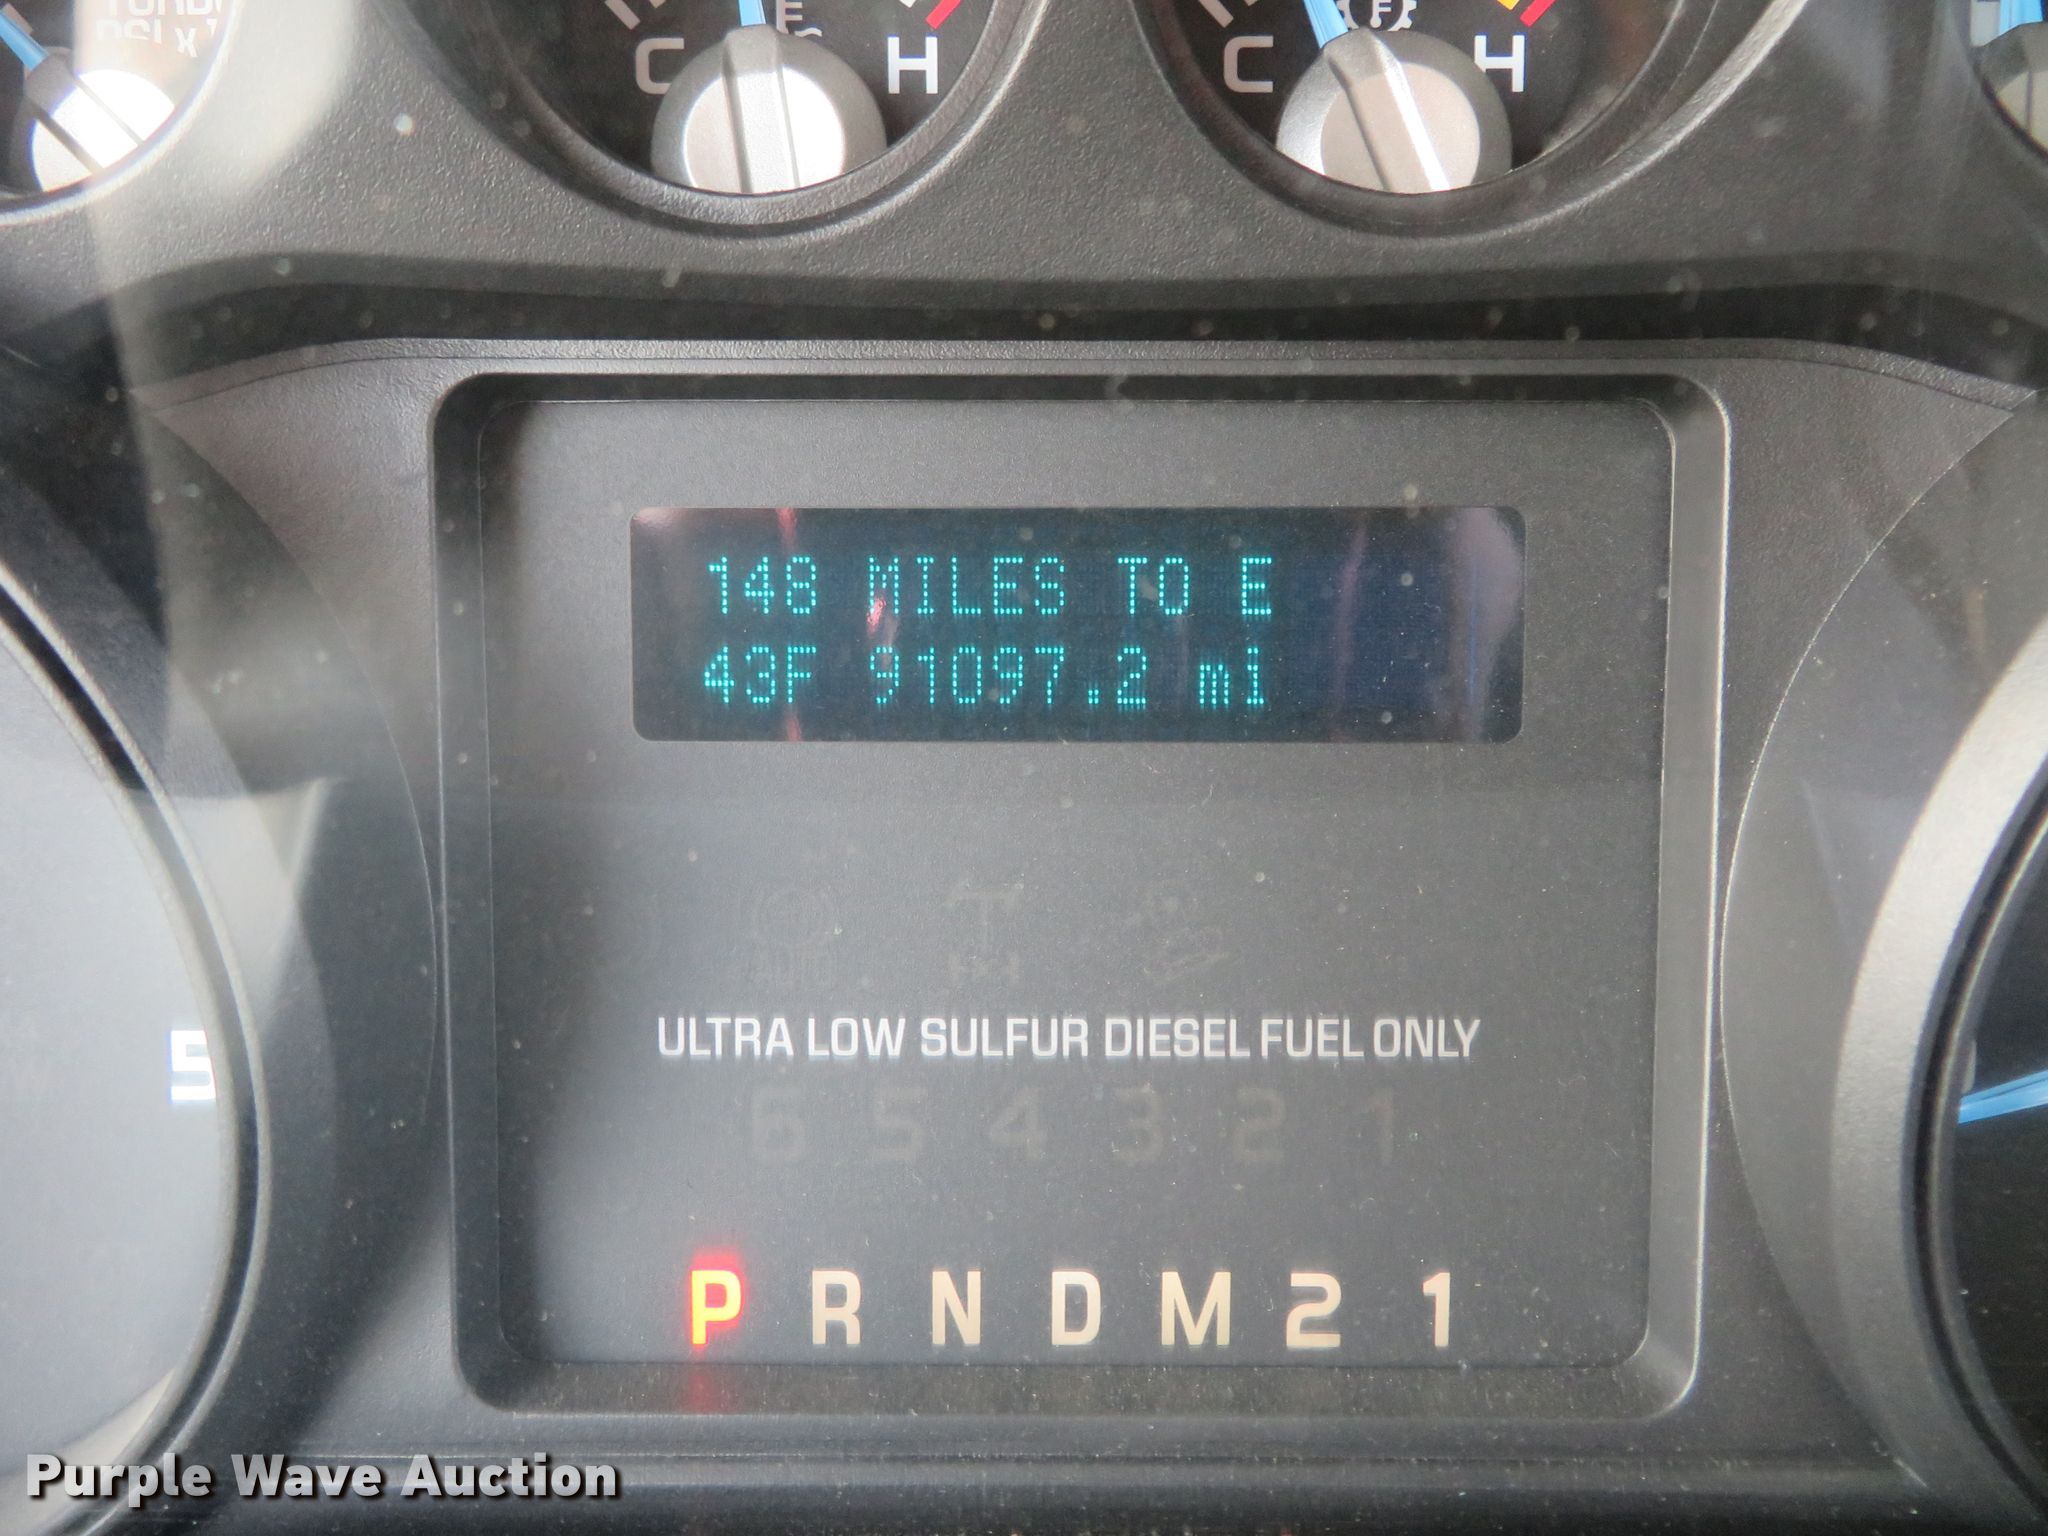 C H
F
C H
148 MILES TO E
43F 91097.2 mi
5
ULTRA LOW SULFUR DIESEL FUEL ONLY
6 5 4 3 2 1
P R N D M 2 1
Purple Wave Auction